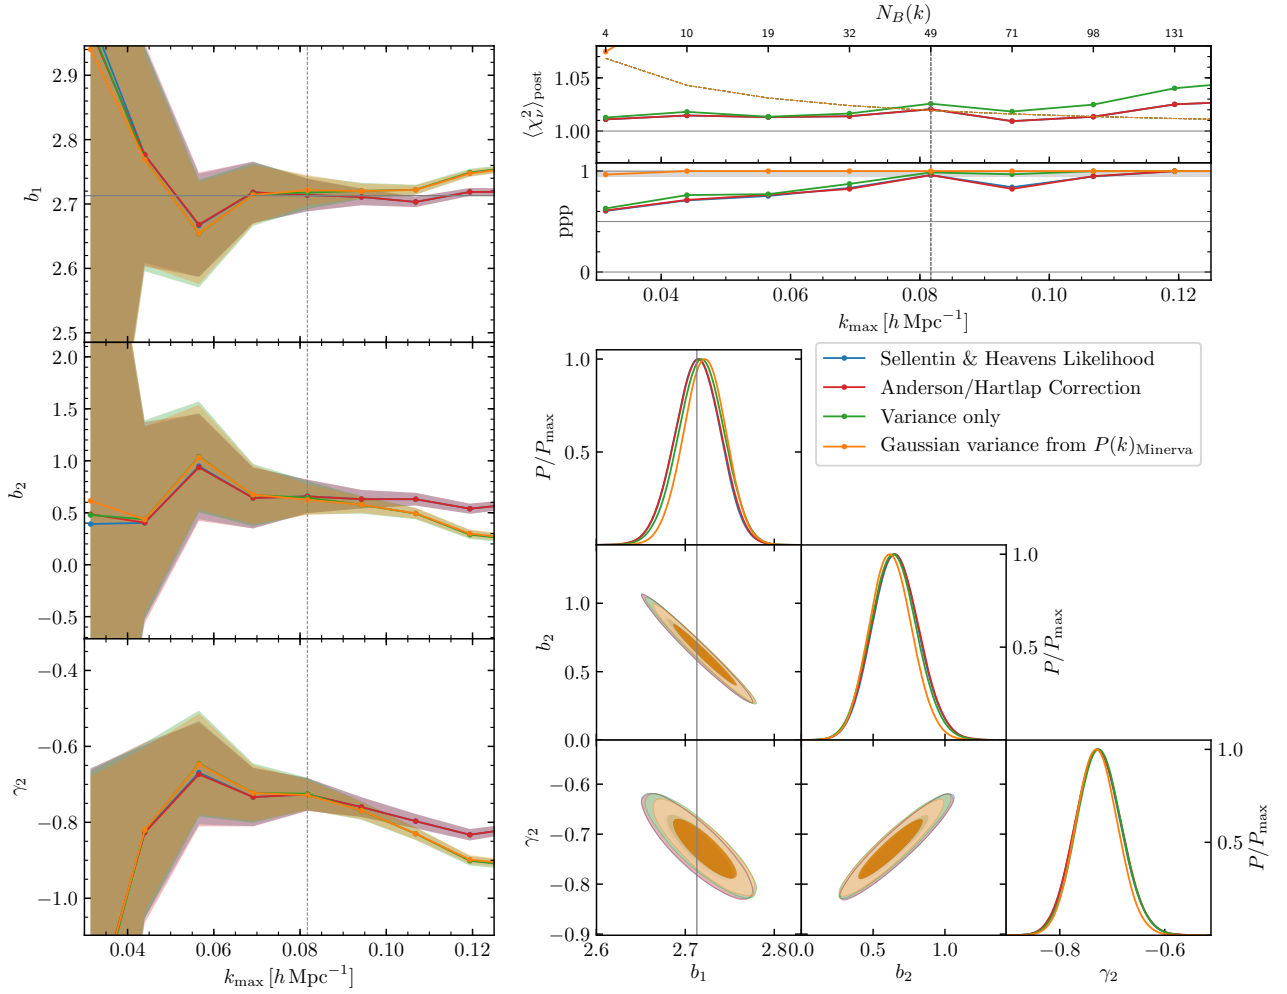 2.9
2.8
2.7
2.6
2.5
b₁
2.0
1.5
1.0
0.5
0.0
−0.5
b₂
−0.4
−0.6
−0.8
−1.0
γ₂
0.04 0.06 0.08 0.10 0.12
k_max [h Mpc⁻¹]
N_B(k)
4 10 19 32 49 71 98 131
1.05
1.00
⟨χ²_ν⟩_post
1
0
ppp
0.04 0.06 0.08 0.10 0.12
k_max [h Mpc⁻¹]
Sellentin & Heavens Likelihood
Anderson/Hartlap Correction
Variance only
Gaussian variance from P(k)_Minerva
1.0
0.5
P/P_max
1.0
0.5
0.0
b₂
1.0
0.5
P/P_max
−0.6
−0.7
−0.8
−0.9
γ₂
1.0
0.5
P/P_max
2.6 2.7 2.8
b₁
0.0 0.5 1.0
b₂
−0.8 −0.6
γ₂